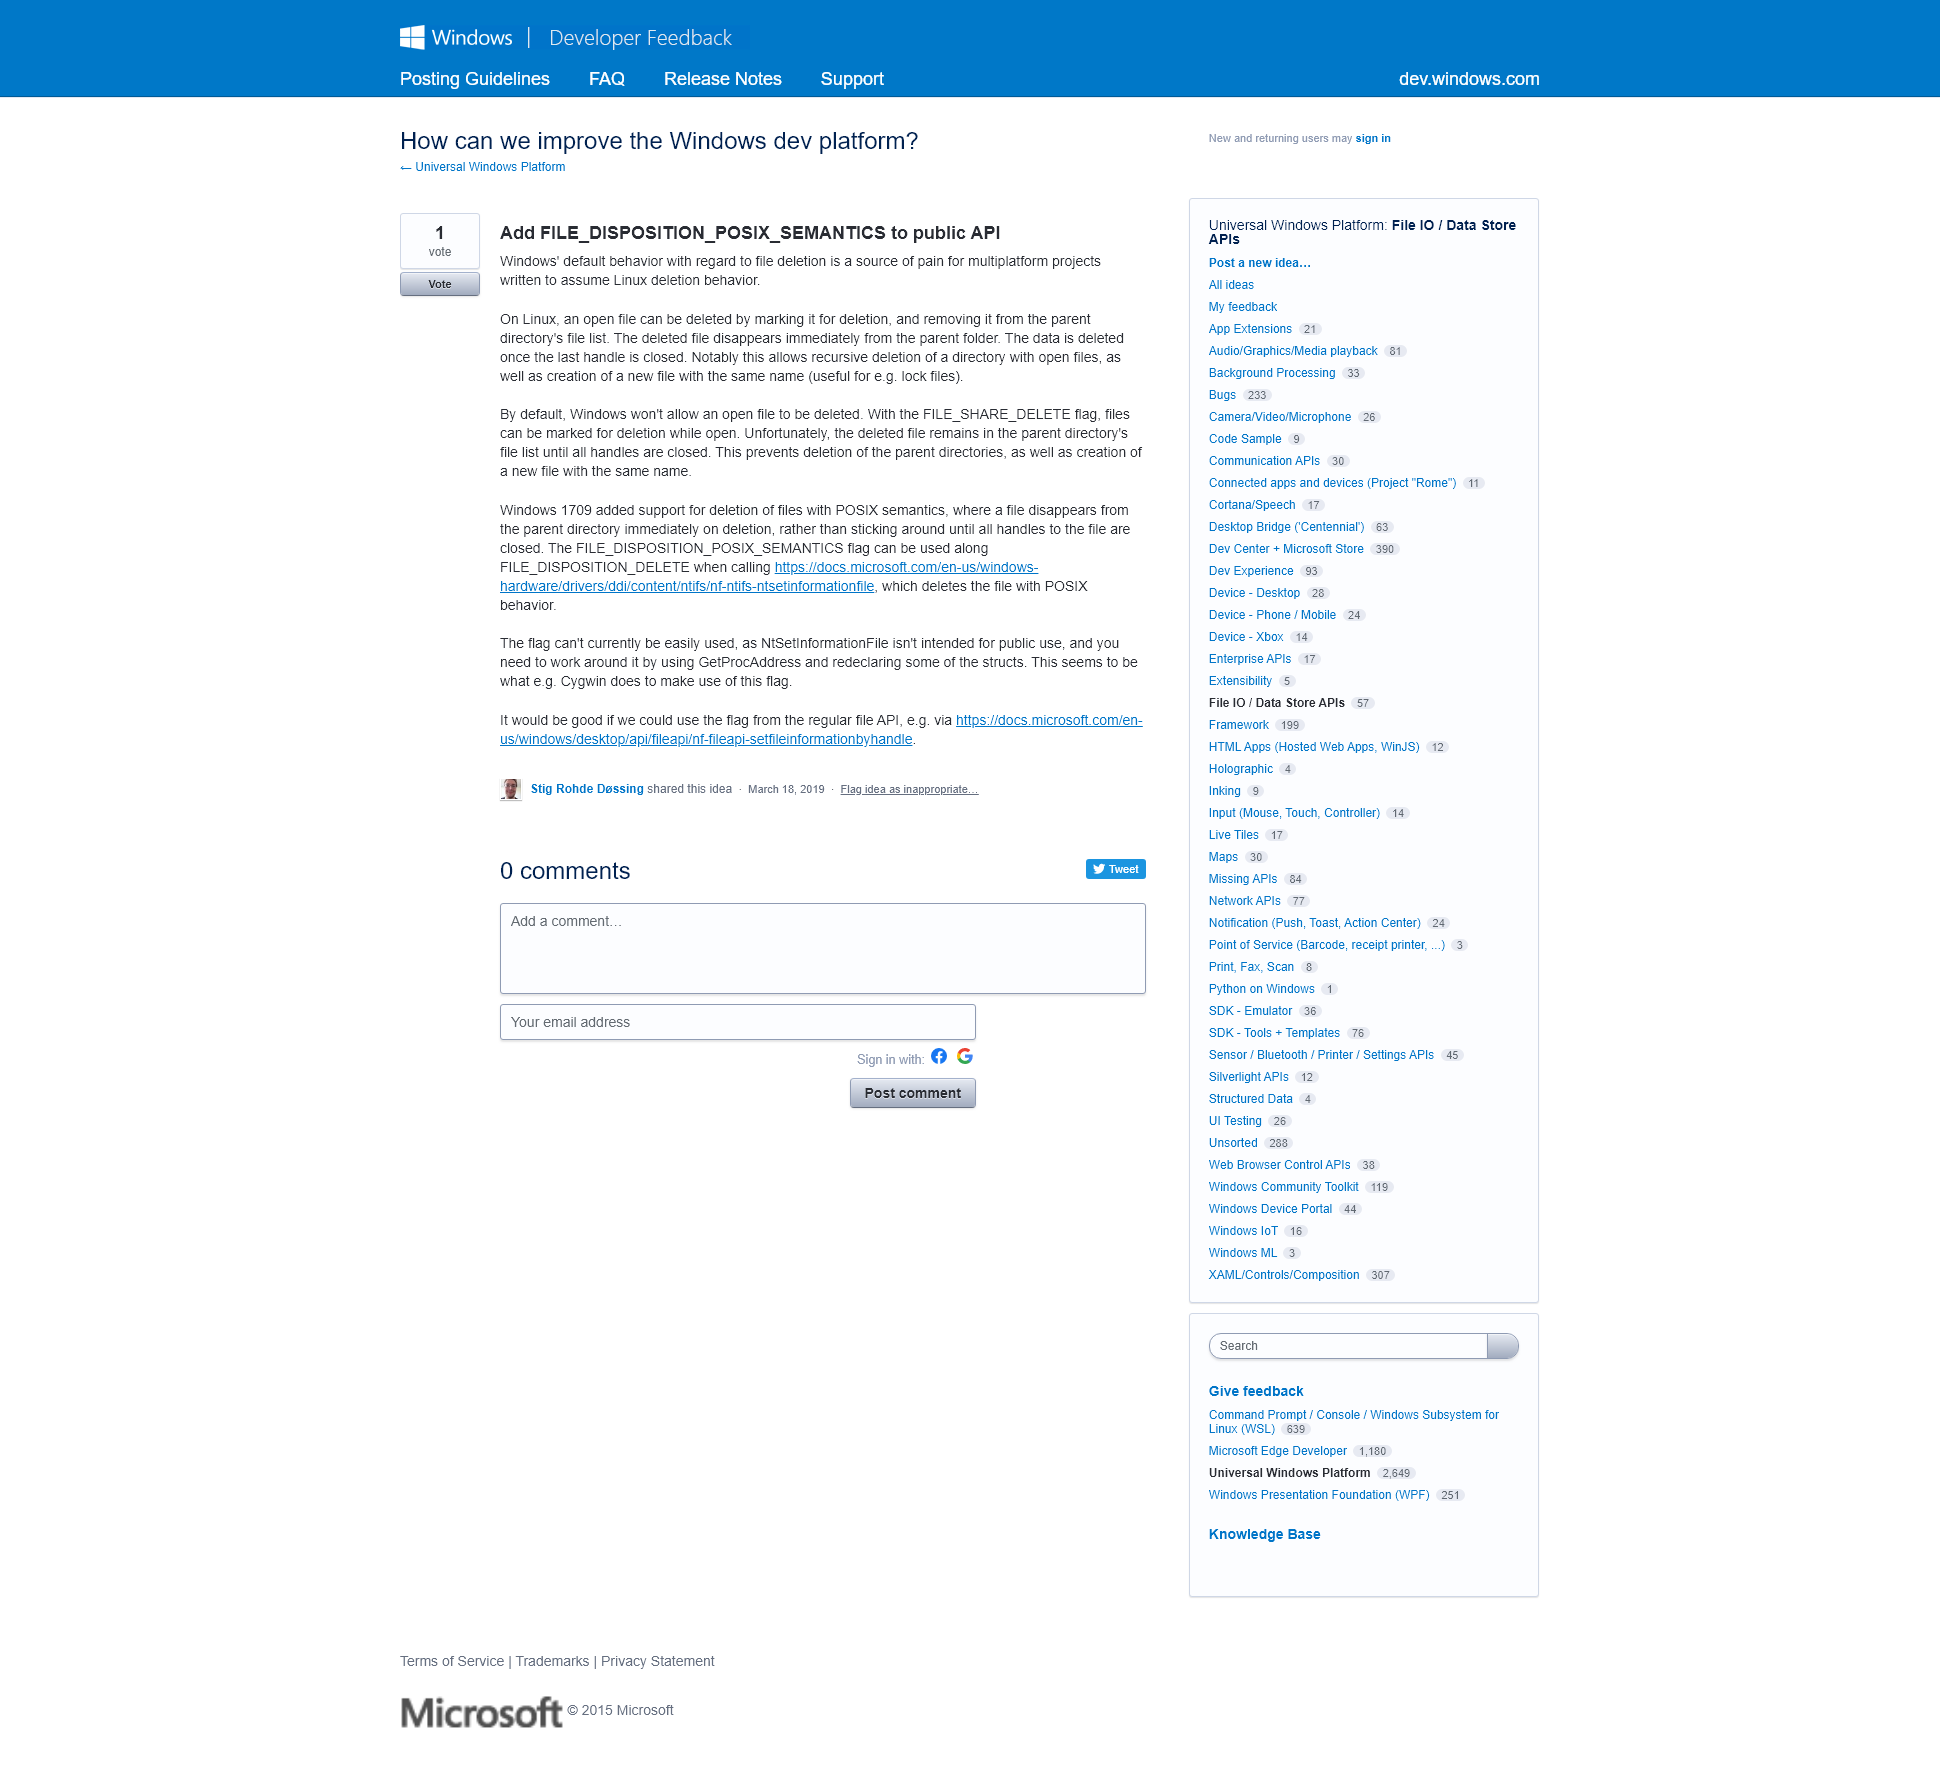 Windows | Developer Feedback
Posting Guidelines FAQ Release Notes Support dev.windows.com
How can we improve the Windows dev platform?
← Universal Windows Platform
New and returning users may sign in
1
vote
Vote
Add FILE_DISPOSITION_POSIX_SEMANTICS to public API
Windows' default behavior with regard to file deletion is a source of pain for multiplatform projects
written to assume Linux deletion behavior.
On Linux, an open file can be deleted by marking it for deletion, and removing it from the parent
directory's file list. The deleted file disappears immediately from the parent folder. The data is deleted
once the last handle is closed. Notably this allows recursive deletion of a directory with open files, as
well as creation of a new file with the same name (useful for e.g. lock files).
By default, Windows won't allow an open file to be deleted. With the FILE_SHARE_DELETE flag, files
can be marked for deletion while open. Unfortunately, the deleted file remains in the parent directory's
file list until all handles are closed. This prevents deletion of the parent directories, as well as creation of
a new file with the same name.
Windows 1709 added support for deletion of files with POSIX semantics, where a file disappears from
the parent directory immediately on deletion, rather than sticking around until all handles to the file are
closed. The FILE_DISPOSITION_POSIX_SEMANTICS flag can be used along
FILE_DISPOSITION_DELETE when calling https://docs.microsoft.com/en-us/windows-
hardware/drivers/ddi/content/ntifs/nf-ntifs-ntsetinformationfile, which deletes the file with POSIX
behavior.
The flag can't currently be easily used, as NtSetInformationFile isn't intended for public use, and you
need to work around it by using GetProcAddress and redeclaring some of the structs. This seems to be
what e.g. Cygwin does to make use of this flag.
It would be good if we could use the flag from the regular file API, e.g. via https://docs.microsoft.com/en-
us/windows/desktop/api/fileapi/nf-fileapi-setfileinformationbyhandle.
Stig Rohde Døssing shared this idea · March 18, 2019 · Flag idea as inappropriate…
0 comments
Tweet
Add a comment…
Your email address
Sign in with:
Post comment
Universal Windows Platform: File IO / Data Store
APIs
Post a new idea…
All ideas
My feedback
App Extensions 21
Audio/Graphics/Media playback 81
Background Processing 33
Bugs 233
Camera/Video/Microphone 26
Code Sample 9
Communication APIs 30
Connected apps and devices (Project "Rome") 11
Cortana/Speech 17
Desktop Bridge ('Centennial') 63
Dev Center + Microsoft Store 390
Dev Experience 93
Device - Desktop 28
Device - Phone / Mobile 24
Device - Xbox 14
Enterprise APIs 17
Extensibility 5
File IO / Data Store APIs 57
Framework 199
HTML Apps (Hosted Web Apps, WinJS) 12
Holographic 4
Inking 9
Input (Mouse, Touch, Controller) 14
Live Tiles 17
Maps 30
Missing APIs 84
Network APIs 77
Notification (Push, Toast, Action Center) 24
Point of Service (Barcode, receipt printer, ...) 3
Print, Fax, Scan 8
Python on Windows 1
SDK - Emulator 36
SDK - Tools + Templates 76
Sensor / Bluetooth / Printer / Settings APIs 45
Silverlight APIs 12
Structured Data 4
UI Testing 26
Unsorted 288
Web Browser Control APIs 38
Windows Community Toolkit 119
Windows Device Portal 44
Windows IoT 16
Windows ML 3
XAML/Controls/Composition 307
Search
Give feedback
Command Prompt / Console / Windows Subsystem for
Linux (WSL) 639
Microsoft Edge Developer 1,180
Universal Windows Platform 2,649
Windows Presentation Foundation (WPF) 251
Knowledge Base
Terms of Service | Trademarks | Privacy Statement
Microsoft © 2015 Microsoft